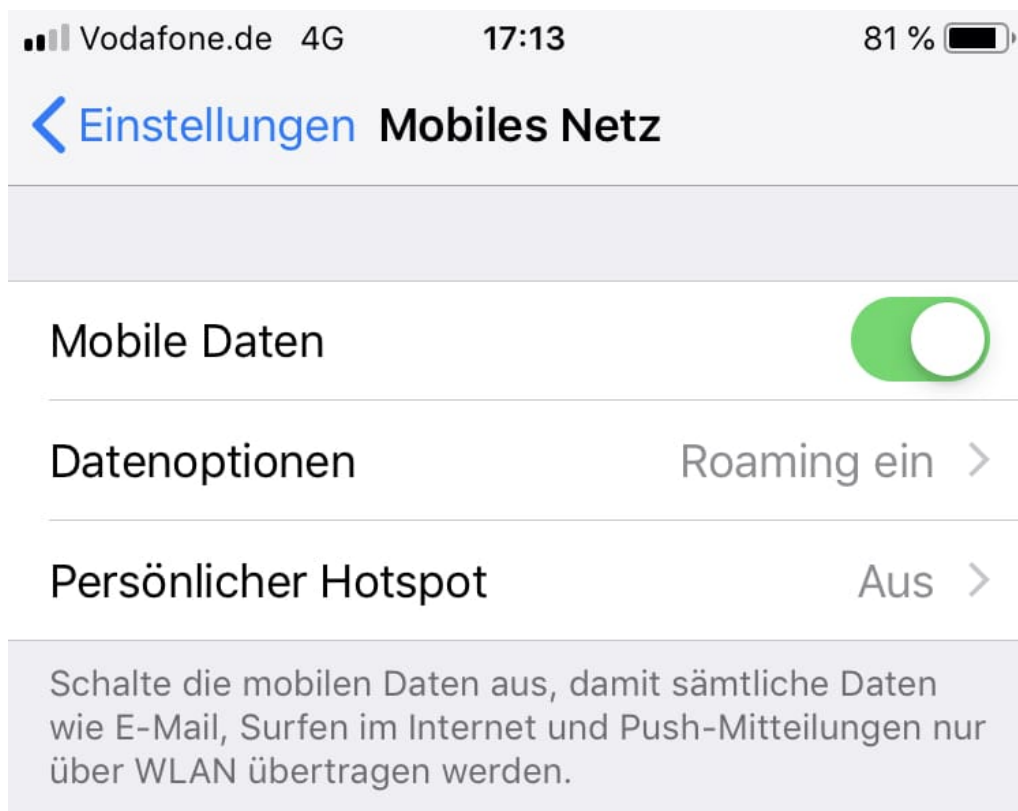 Vodafone.de 4G 17:13 81 %
Einstellungen Mobiles Netz
Mobile Daten
Datenoptionen Roaming ein
Persönlicher Hotspot Aus
Schalte die mobilen Daten aus, damit sämtliche Daten
wie E-Mail, Surfen im Internet und Push-Mitteilungen nur
über WLAN übertragen werden.